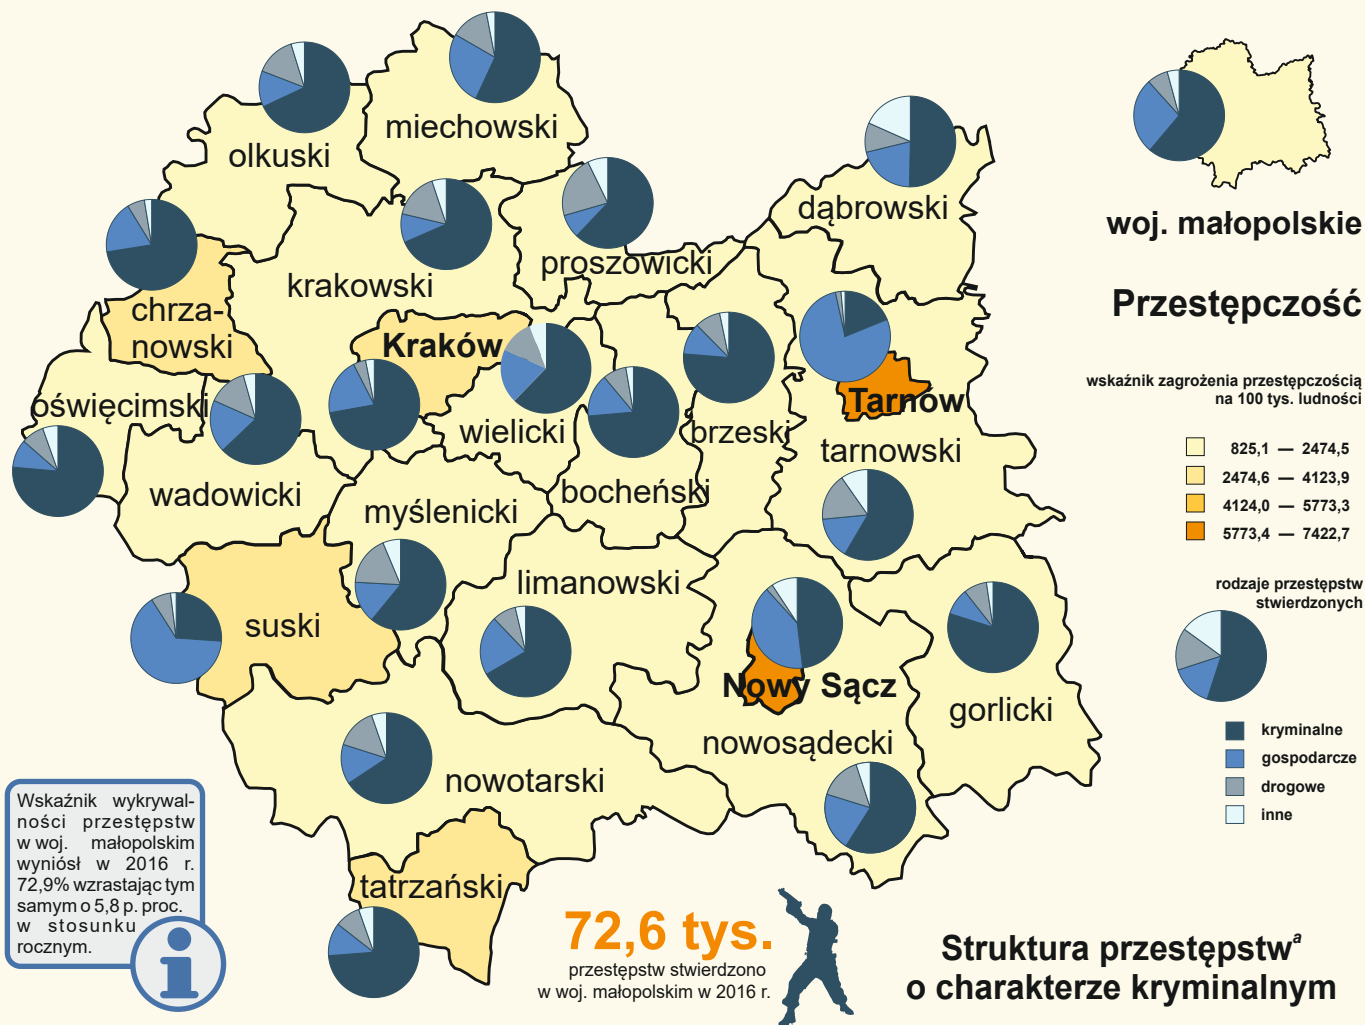 miechowski
olkuski
dąbrowski
woj. małopolskie
krakowski
proszowicki
Przestępczość
chrza-
nowski
Kraków
wskaźnik zagrożenia przestępczością
na 100 tys. ludności
oświęcimski
Tarnów
wielicki
brzeski
tarnowski
825,1 — 2474,5
2474,6 — 4123,9
4124,0 — 5773,3
5773,4 — 7422,7
wadowicki
bocheński
myślenicki
limanowski
rodzaje przestępstw
stwierdzonych
suski
Nowy Sącz
gorlicki
nowosądecki
kryminalne
gospodarcze
drogowe
inne
nowotarski
Wskaźnik wykrywal-
ności przestępstw
w woj. małopolskim
wyniósł w 2016 r.
72,9% wzrastając tym
samym o 5,8 p. proc.
w stosunku
rocznym.
tatrzański
72,6 tys.
przestępstw stwierdzono
w woj. małopolskim w 2016 r.
Struktura przestępstw^a
o charakterze kryminalnym